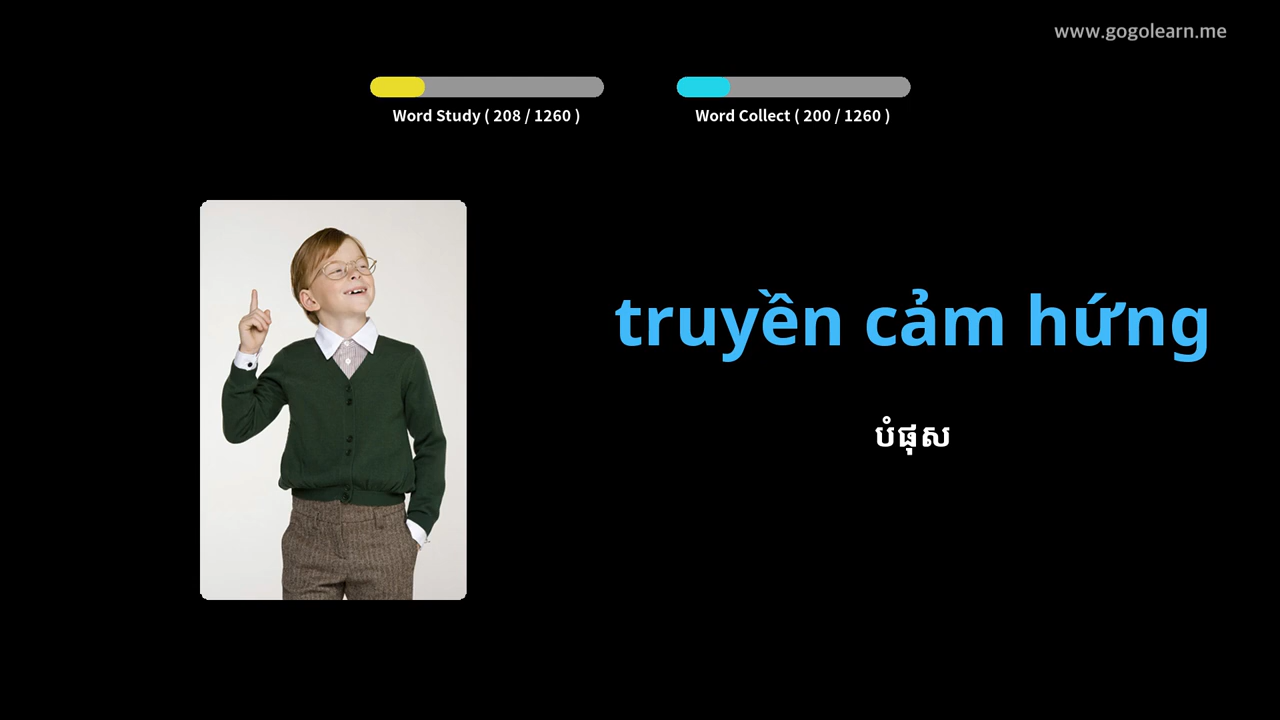 www.gogolearn.me
Word Study ( 208 / 1260 )
Word Collect ( 200 / 1260 )
truyền cảm hứng
បំផុស